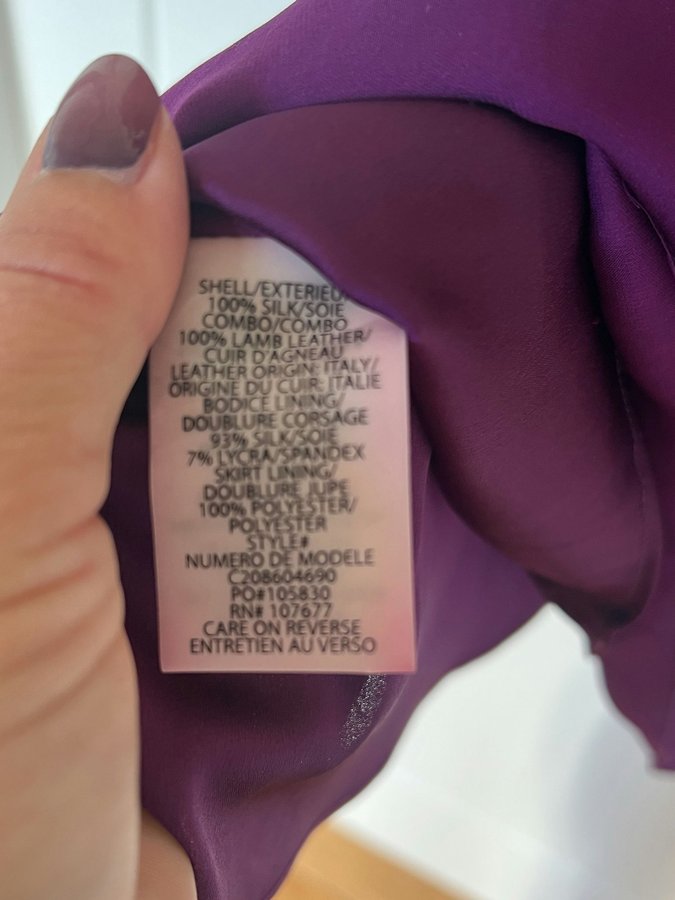 SHELL/EXTERIEU
100% SILK/SOIE
COMBO/COMBO
100% LAMB LEATHER/
CUIR D'AGNEAU
LEATHER ORIGIN: ITALY/
ORIGINE DU CUIR: ITALIE
BODICE LINING/
DOUBLURE CORSAGE
93% SILK/SOIE
7% LYCRA/SPANDEX
SKIRT LINING/
DOUBLURE JUPE
100% POLYESTER/
POLYESTER
STYLE#
NUMERO DE MODELE
C208604690
PO#105830
RN# 107677
CARE ON REVERSE
ENTRETIEN AU VERSO